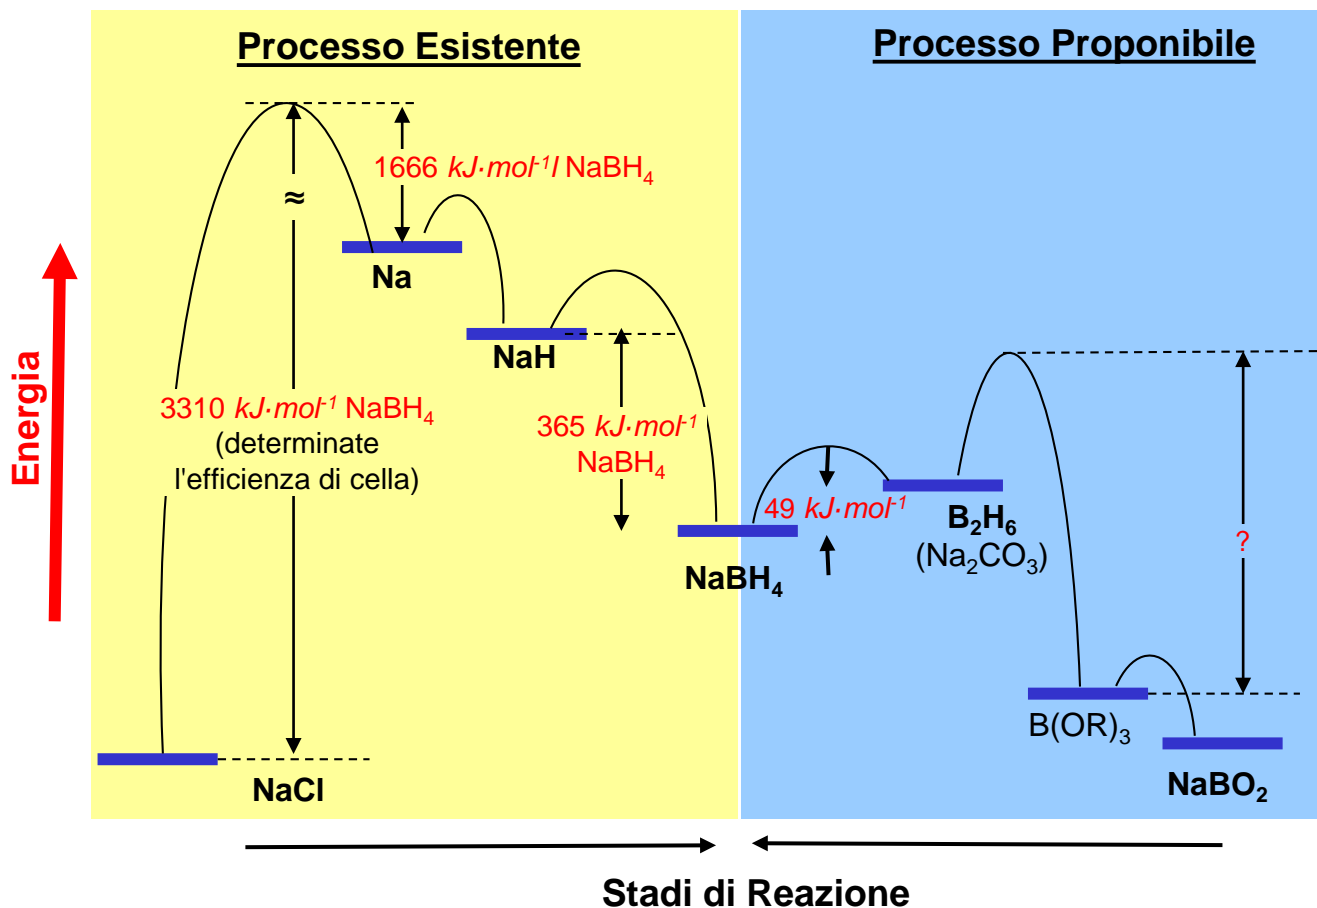 Processo Esistente
Processo Proponibile
1666 kJ·mol⁻¹/ NaBH₄
≈
Na
NaH
Energia
3310 kJ·mol⁻¹ NaBH₄
(determinate
l'efficienza di cella)
365 kJ·mol⁻¹
NaBH₄
49 kJ·mol⁻¹
B₂H₆
(Na₂CO₃)
?
NaBH₄
B(OR)₃
NaCl
NaBO₂
Stadi di Reazione